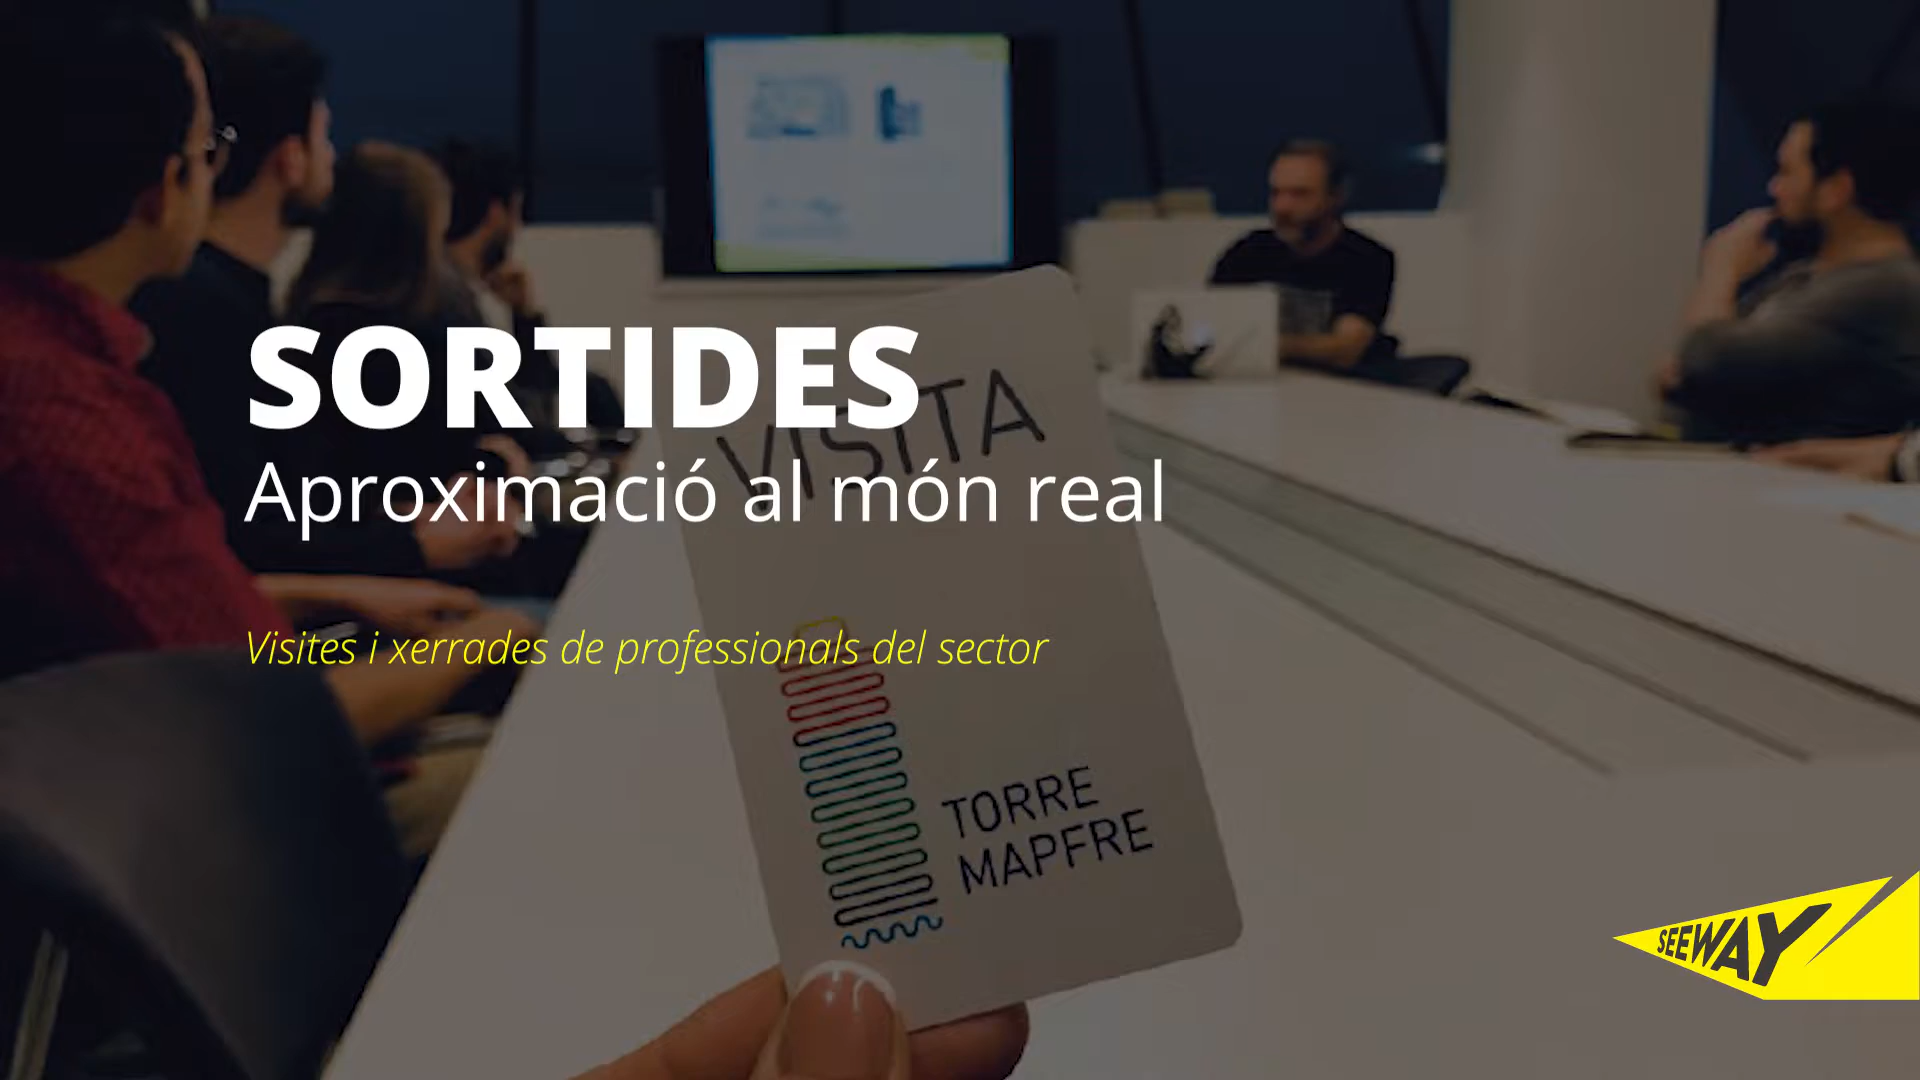 SORTIDES
VISITA
Aproximació al món real
Visites i xerrades de professionals del sector
TORRE
MAPFRE
SEEWAY